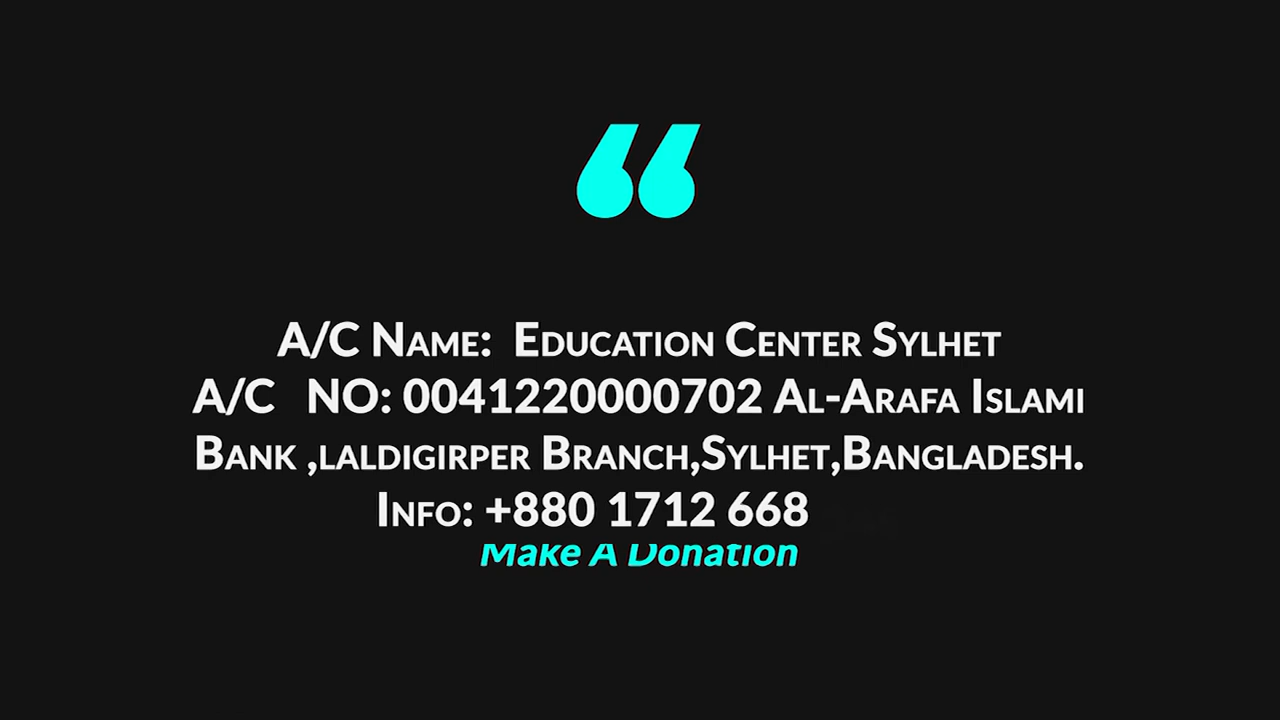 “
A/C Name:  Education Center Sylhet
A/C   NO: 0041220000702 Al-Arafa Islami
Bank ,laldigirper Branch,Sylhet,Bangladesh.
Info: +880 1712 668
Make A Donation